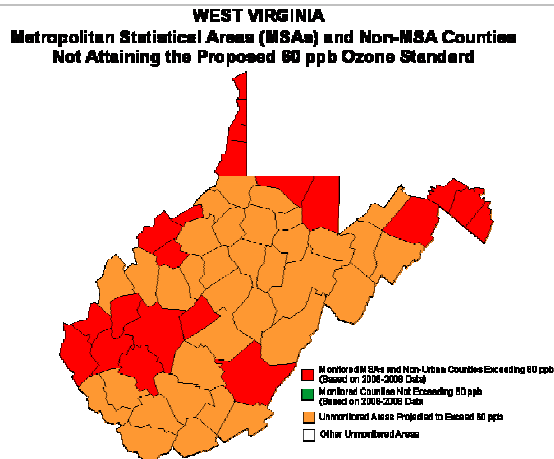 WEST VIRGINIA
Metropolitan Statistical Areas (MSAs) and Non-MSA Counties
Not Attaining the Proposed 60 ppb Ozone Standard
Monitored MSAs and Non-Urban Counties Exceeding 60 ppb
(Based on 2006-2008 Data)
Monitored Counties Not Exceeding 60 ppb
(Based on 2006-2008 Data
Unmonitored Areas Projected to Exceed 60 ppb
Other Unmonitored Areas